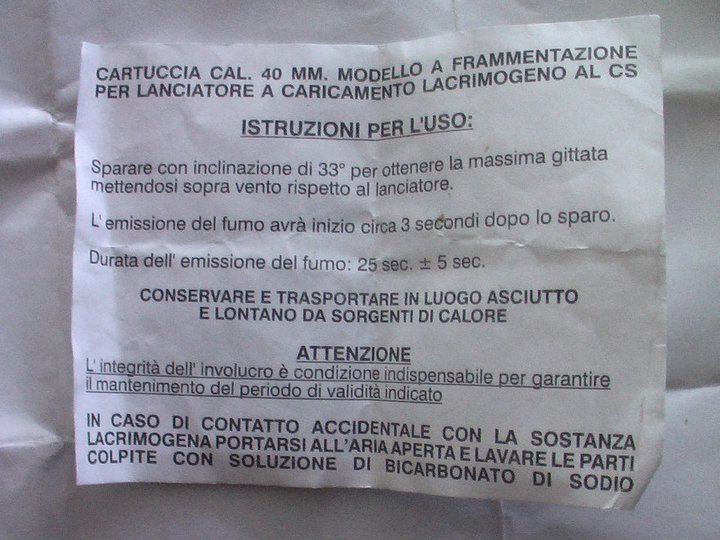 CARTUCCIA CAL. 40 MM. MODELLO A FRAMMENTAZIONE
PER LANCIATORE A CARICAMENTO LACRIMOGENO AL CS
ISTRUZIONI PER L'USO:
Sparare con inclinazione di 33° per ottenere la massima gittata
mettendosi sopra vento rispetto al lanciatore.
L' emissione del fumo avrà inizio circa 3 secondi dopo lo sparo.
Durata dell' emissione del fumo: 25 sec. ± 5 sec.
CONSERVARE E TRASPORTARE IN LUOGO ASCIUTTO
E LONTANO DA SORGENTI DI CALORE
ATTENZIONE
L' integrità dell' involucro è condizione indispensabile per garantire
il mantenimento del periodo di validità indicato
IN CASO DI CONTATTO ACCIDENTALE CON LA SOSTANZA
LACRIMOGENA PORTARSI ALL'ARIA APERTA E LAVARE LE PARTI
COLPITE CON SOLUZIONE DI BICARBONATO DI SODIO